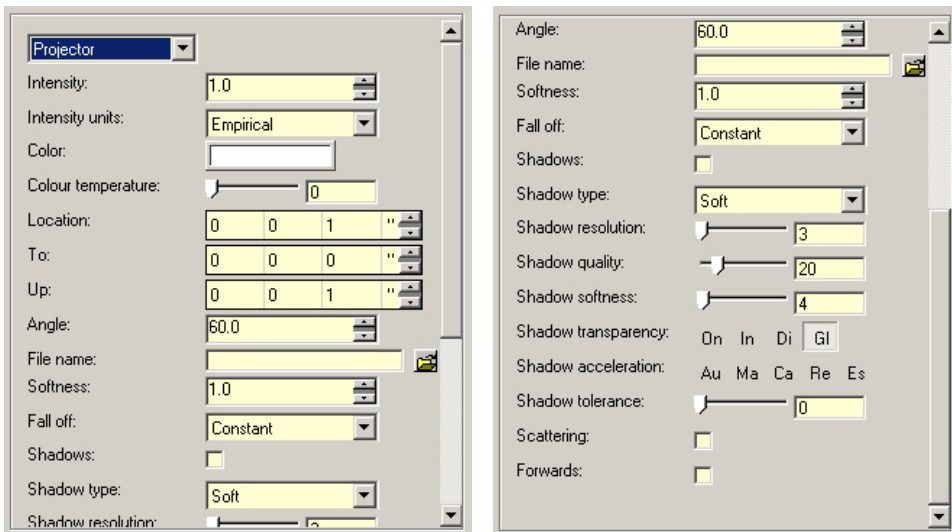 Projector
Intensity: 1.0
Intensity units: Empirical
Color:
Colour temperature: 0
Location: 0 0 1 "
To: 0 0 0 "
Up: 0 0 1 "
Angle: 60.0
File name:
Softness: 1.0
Fall off: Constant
Shadows:
Shadow type: Soft
Shadow resolution: 3
Angle: 60.0
File name:
Softness: 1.0
Fall off: Constant
Shadows:
Shadow type: Soft
Shadow resolution: 3
Shadow quality: 20
Shadow softness: 4
Shadow transparency: On In Di Gl
Shadow acceleration: Au Ma Ca Re Es
Shadow tolerance: 0
Scattering:
Forwards: